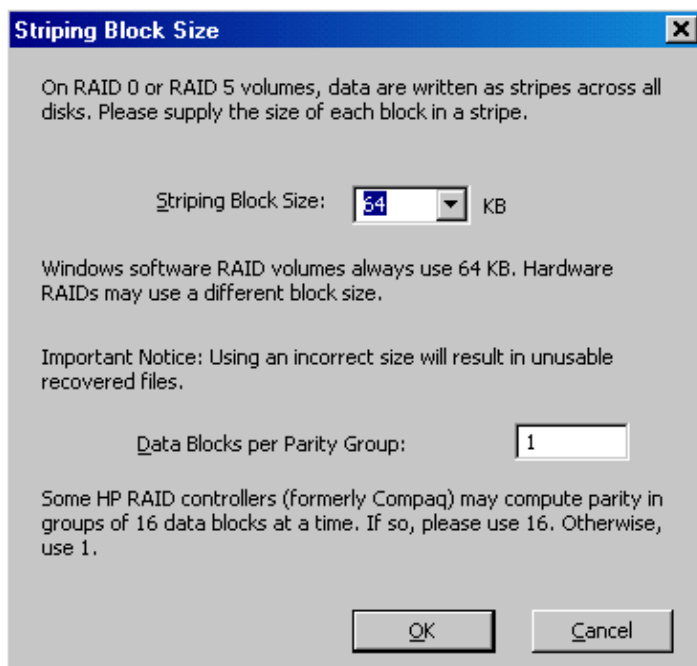 Striping Block Size
On RAID 0 or RAID 5 volumes, data are written as stripes across all
disks. Please supply the size of each block in a stripe.
Striping Block Size: 64 KB
Windows software RAID volumes always use 64 KB. Hardware
RAIDs may use a different block size.
Important Notice: Using an incorrect size will result in unusable
recovered files.
Data Blocks per Parity Group: 1
Some HP RAID controllers (formerly Compaq) may compute parity in
groups of 16 data blocks at a time. If so, please use 16. Otherwise,
use 1.
OK Cancel